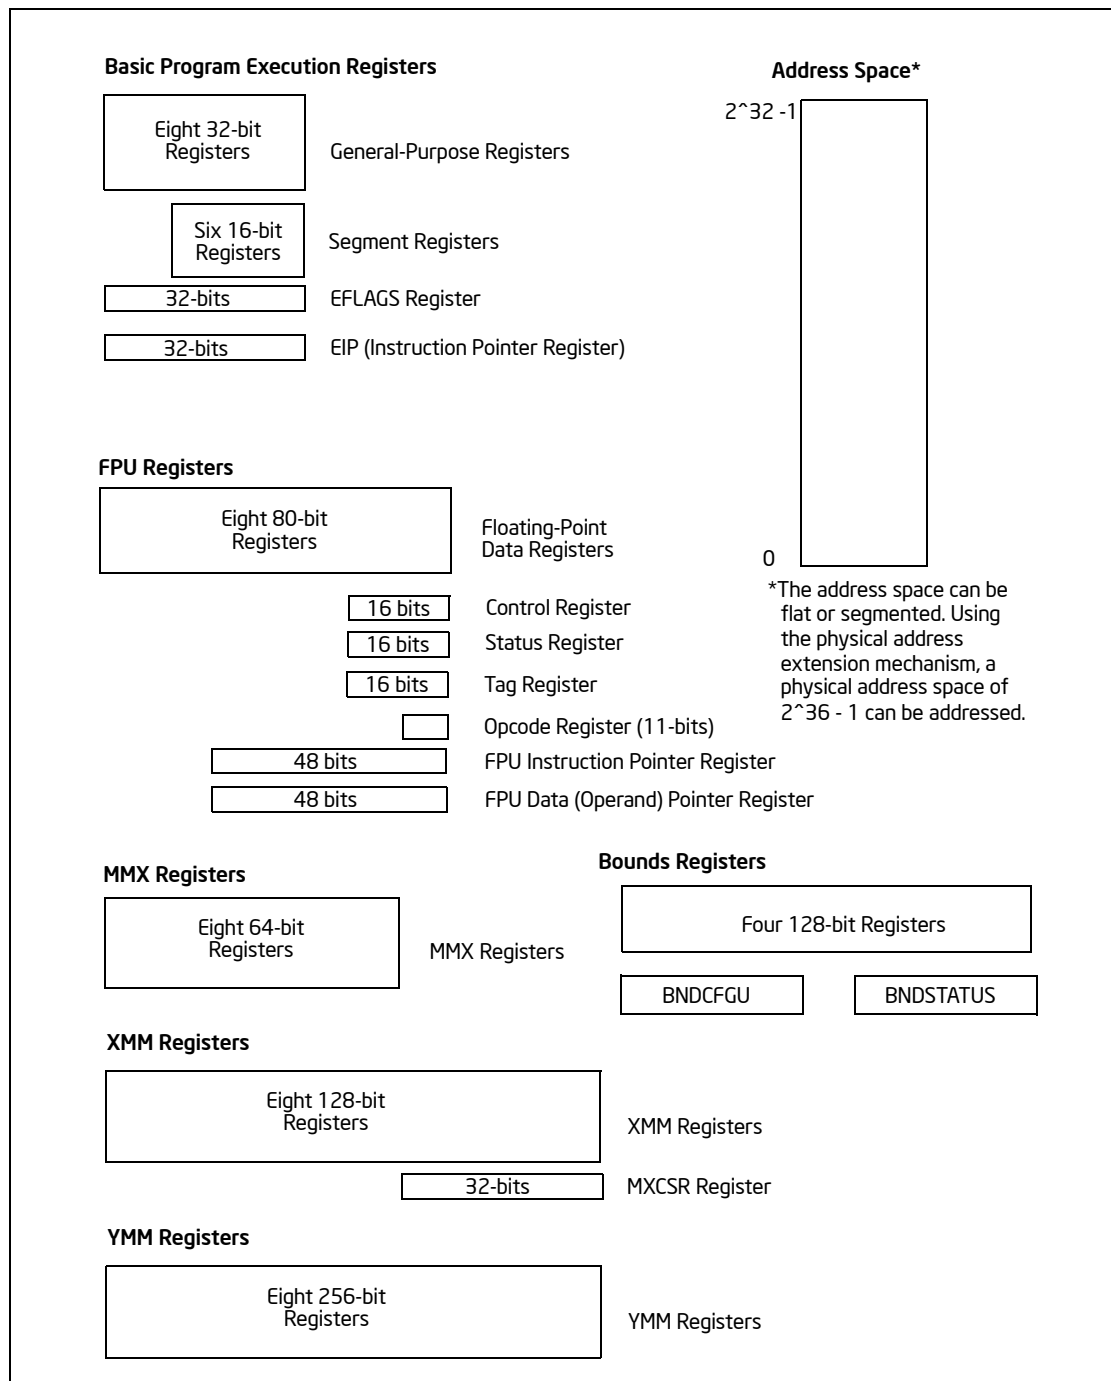 Basic Program Execution Registers
Address Space*
2^32 -1
Eight 32-bit
Registers
General-Purpose Registers
Six 16-bit
Registers
Segment Registers
32-bits
EFLAGS Register
32-bits
EIP (Instruction Pointer Register)
FPU Registers
Eight 80-bit
Registers
Floating-Point
Data Registers
0
*The address space can be
flat or segmented. Using
the physical address
extension mechanism, a
physical address space of
2^36 - 1 can be addressed.
16 bits
Control Register
16 bits
Status Register
16 bits
Tag Register
Opcode Register (11-bits)
48 bits
FPU Instruction Pointer Register
48 bits
FPU Data (Operand) Pointer Register
MMX Registers
Eight 64-bit
Registers
MMX Registers
Bounds Registers
Four 128-bit Registers
BNDCFGU
BNDSTATUS
XMM Registers
Eight 128-bit
Registers
XMM Registers
32-bits
MXCSR Register
YMM Registers
Eight 256-bit
Registers
YMM Registers